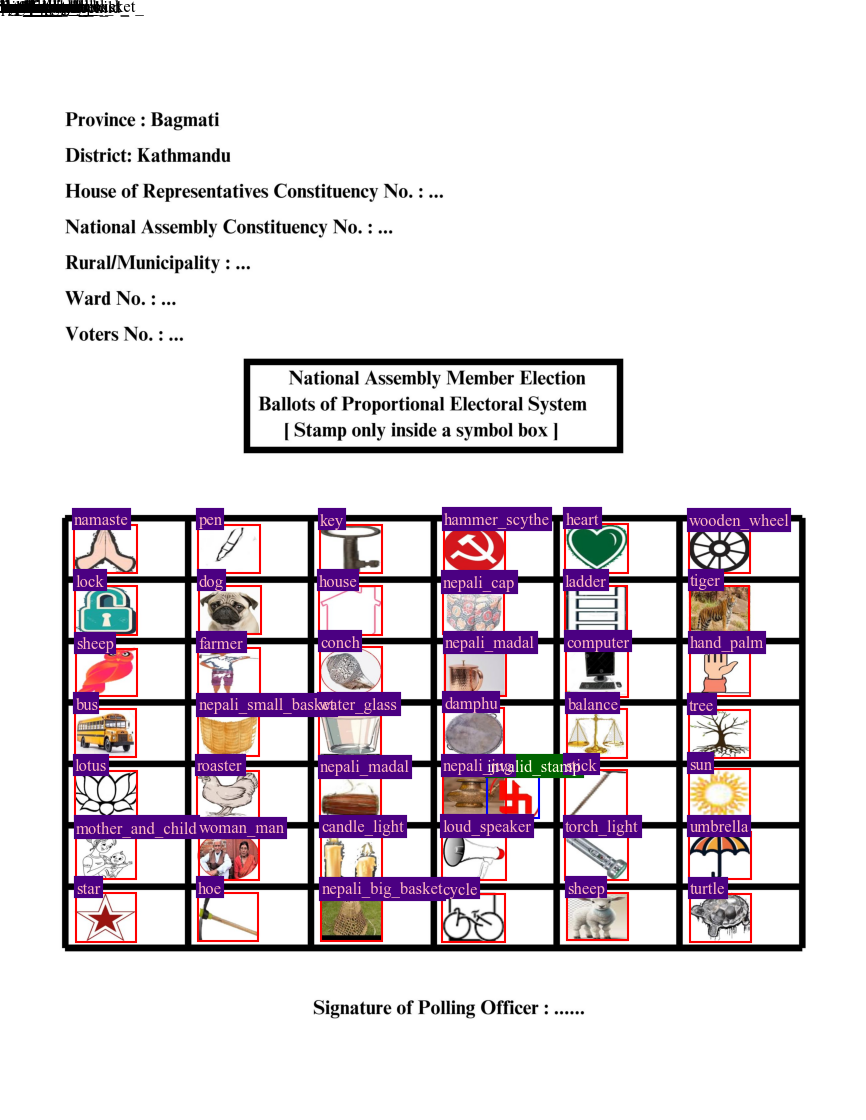 Province : Bagmati
District: Kathmandu
House of Representatives Constituency No. : ...
National Assembly Constituency No. : ...
Rural/Municipality : ...
Ward No. : ...
Voters No. : ...
National Assembly Member Election
Ballots of Proportional Electoral System
[ Stamp only inside a symbol box ]
namaste pen key hammer_scythe heart wooden_wheel
lock dog house nepali_cap ladder tiger
sheep farmer conch nepali_madal computer hand_palm
bus nepali_small_basket water_glass damphu balance tree
lotus roaster nepali_madal nepali invalid_stamp sun
mother_and_child woman_man candle_light loud_speaker torch_light umbrella
star hoe nepali_big_basket cycle sheep turtle
Signature of Polling Officer : ......